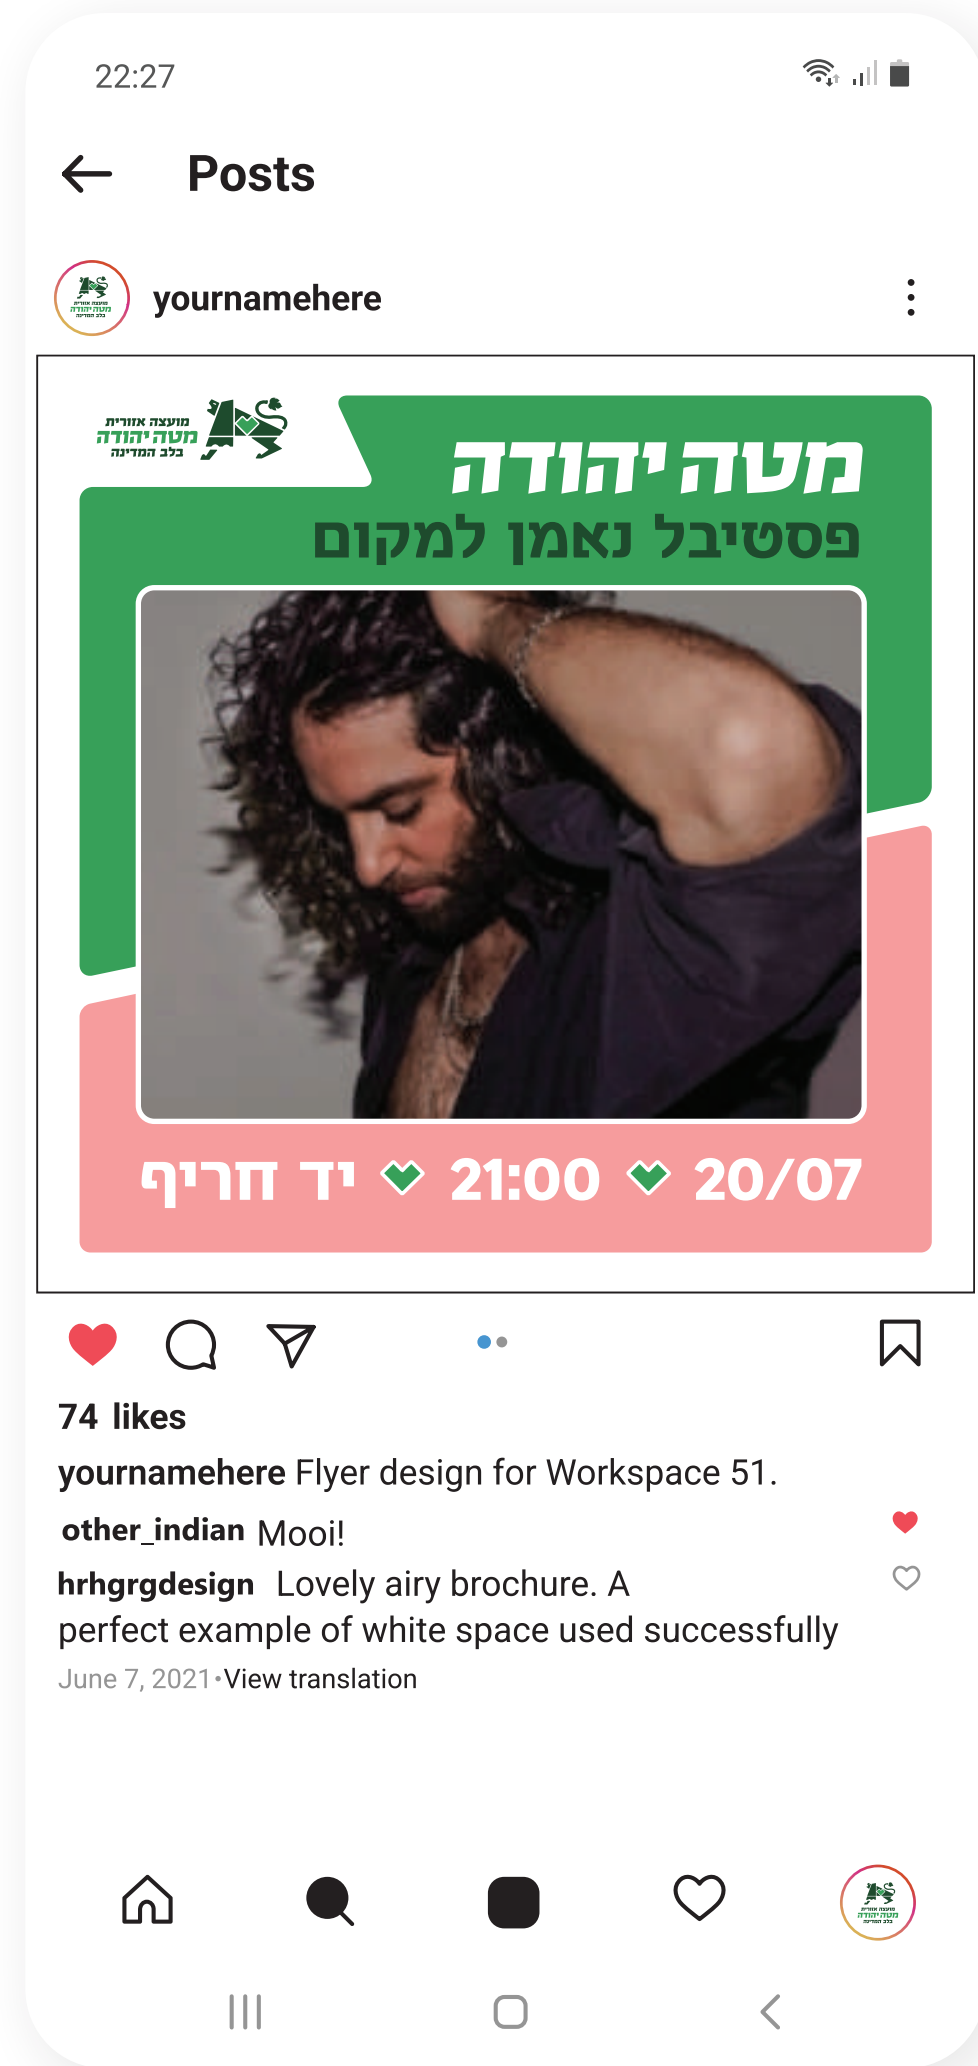 22:27
Posts
yournamehere
מועצה אזורית
מטה יהודה
בלב המדינה
מטה יהודה
פסטיבל נאמן למקום
20/07 21:00 יד חריף
74 likes
yournamehere Flyer design for Workspace 51.
other_indian Mooi!
hrhgrgdesign Lovely airy brochure. A
perfect example of white space used successfully
June 7, 2021•View translation